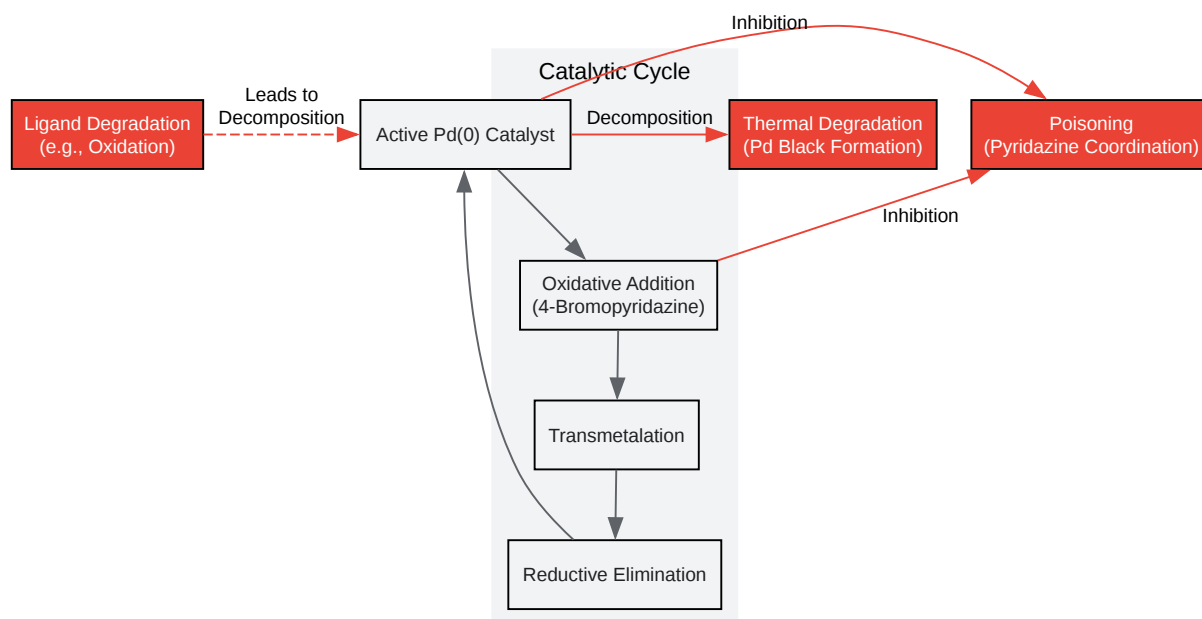 Inhibition
Catalytic Cycle
Ligand Degradation
(e.g., Oxidation)
Leads to
Decomposition
Active Pd(0) Catalyst
Decomposition
Thermal Degradation
(Pd Black Formation)
Poisoning
(Pyridazine Coordination)
Inhibition
Oxidative Addition
(4-Bromopyridazine)
Transmetalation
Reductive Elimination